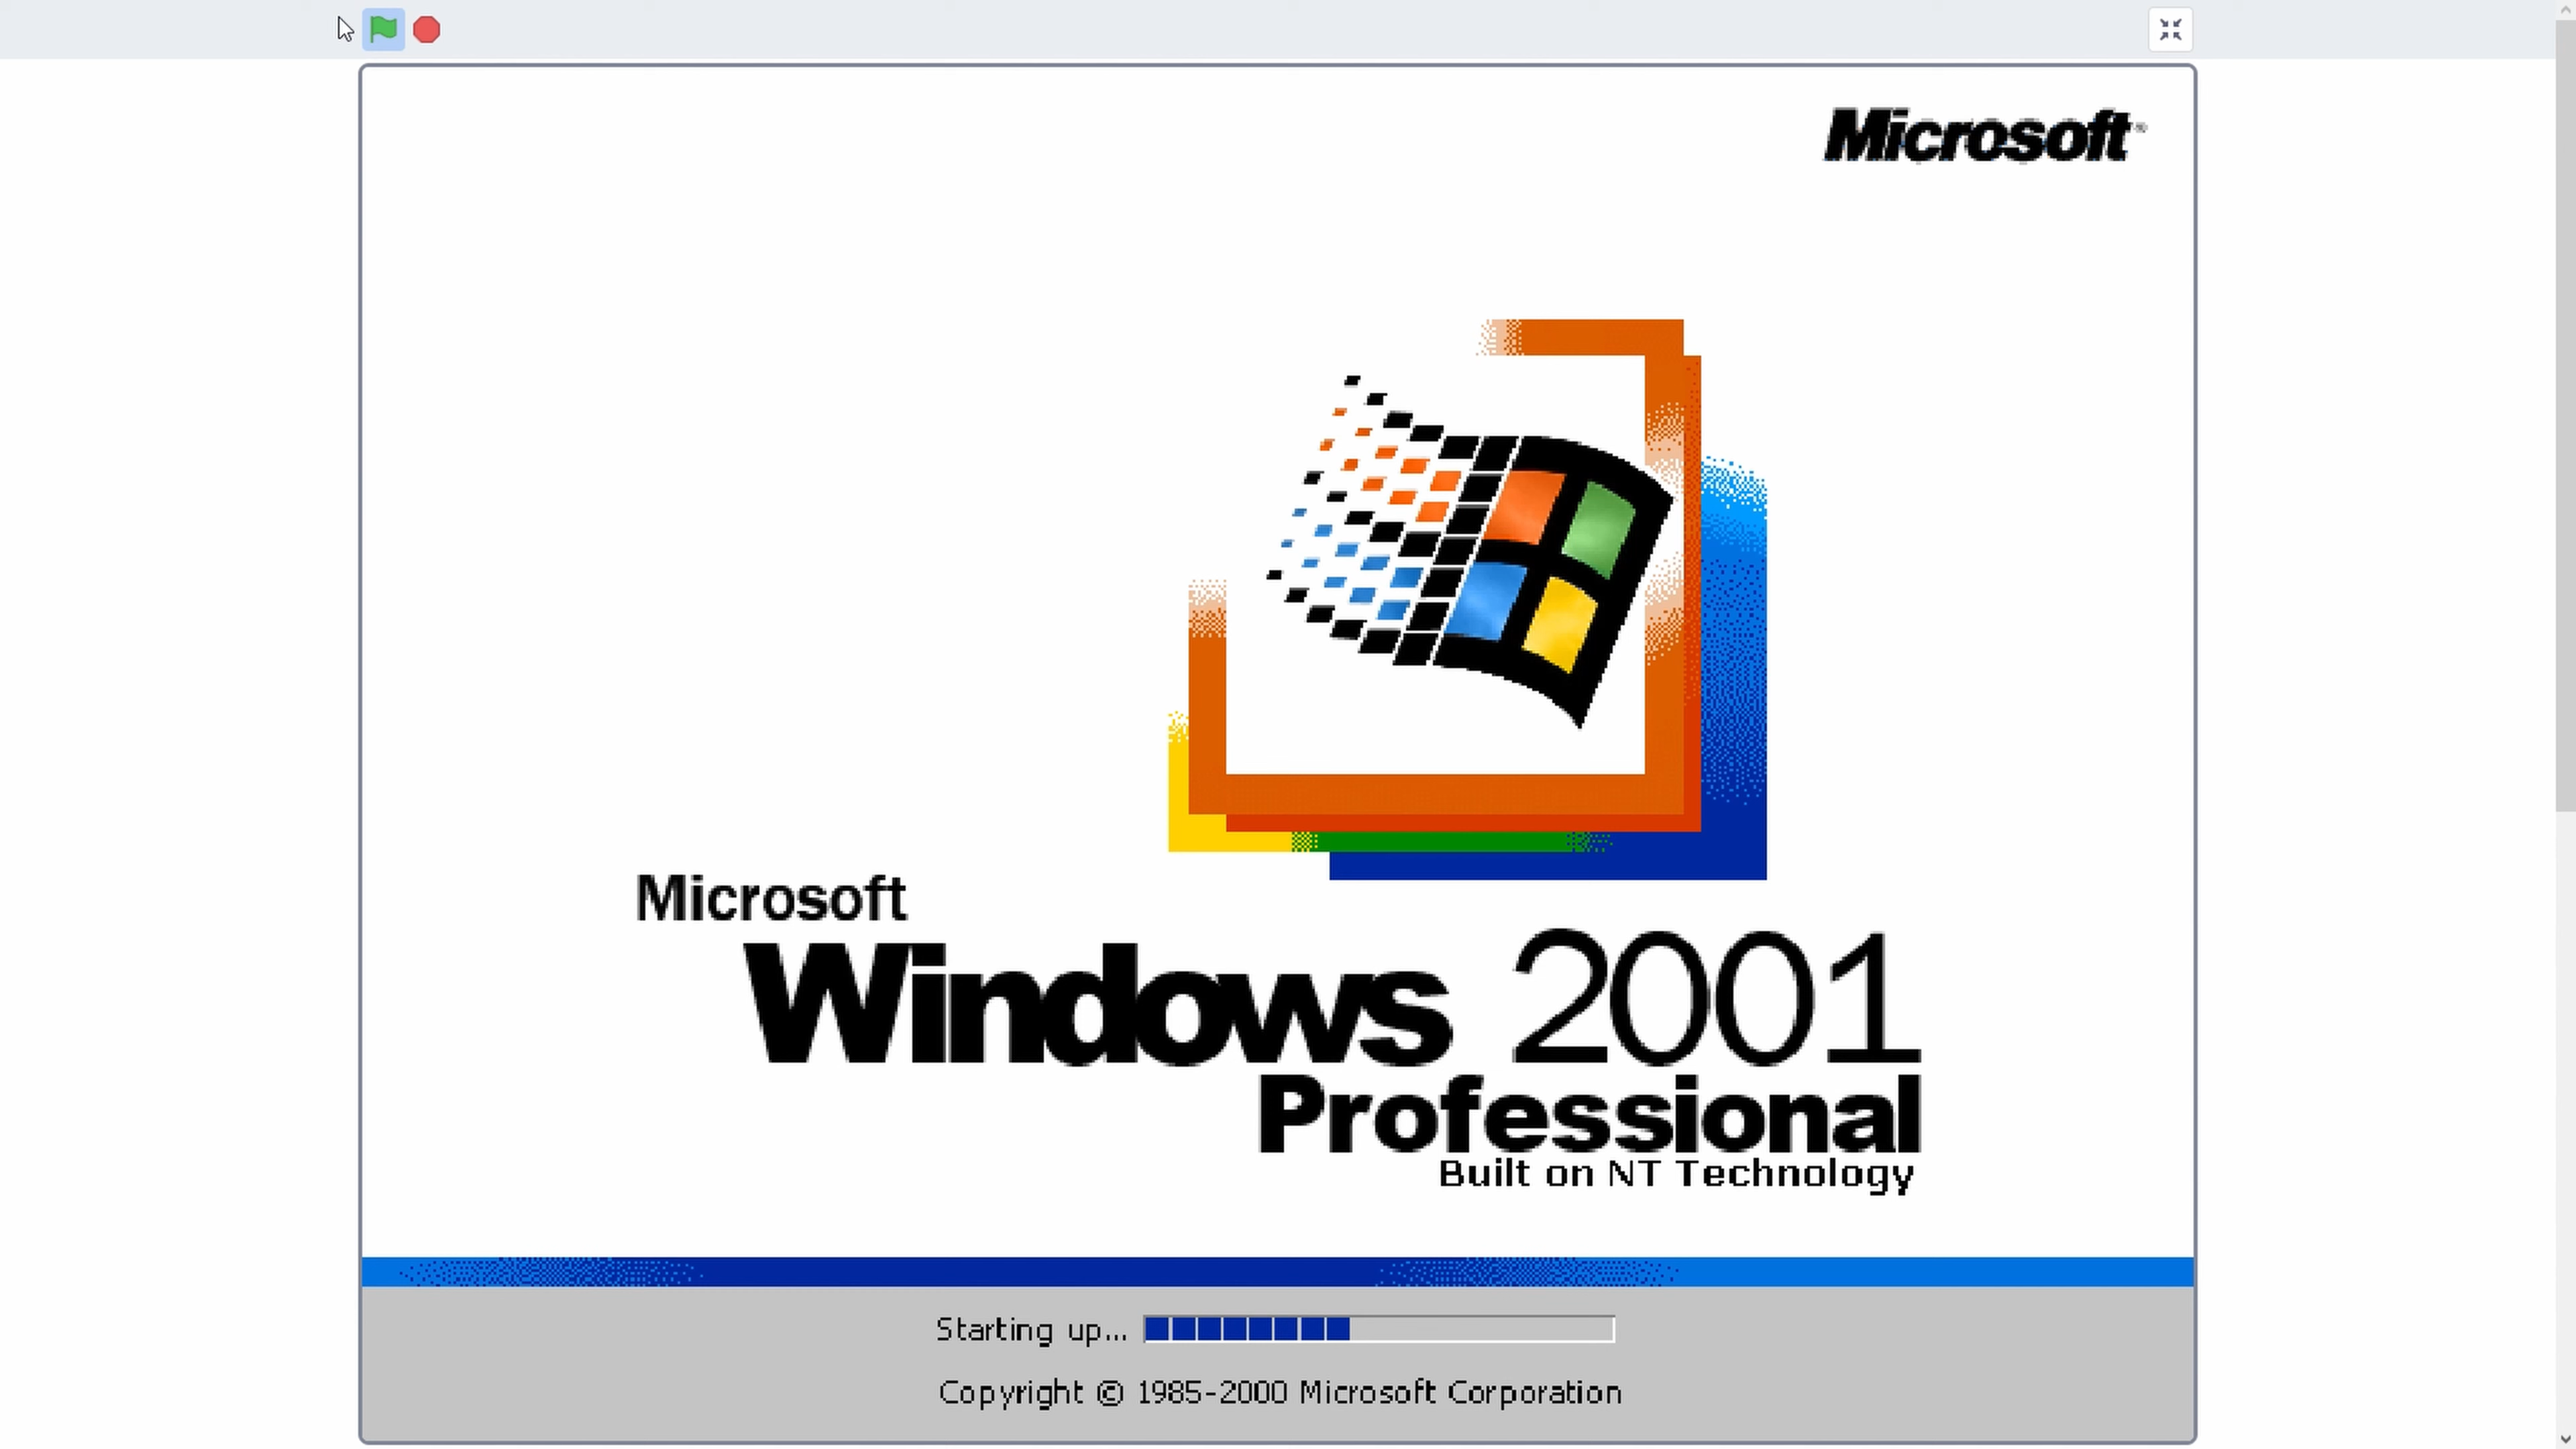 Microsoft®
Microsoft
Windows 2001
Professional
Built on NT Technology
Starting up...
Copyright © 1985-2000 Microsoft Corporation